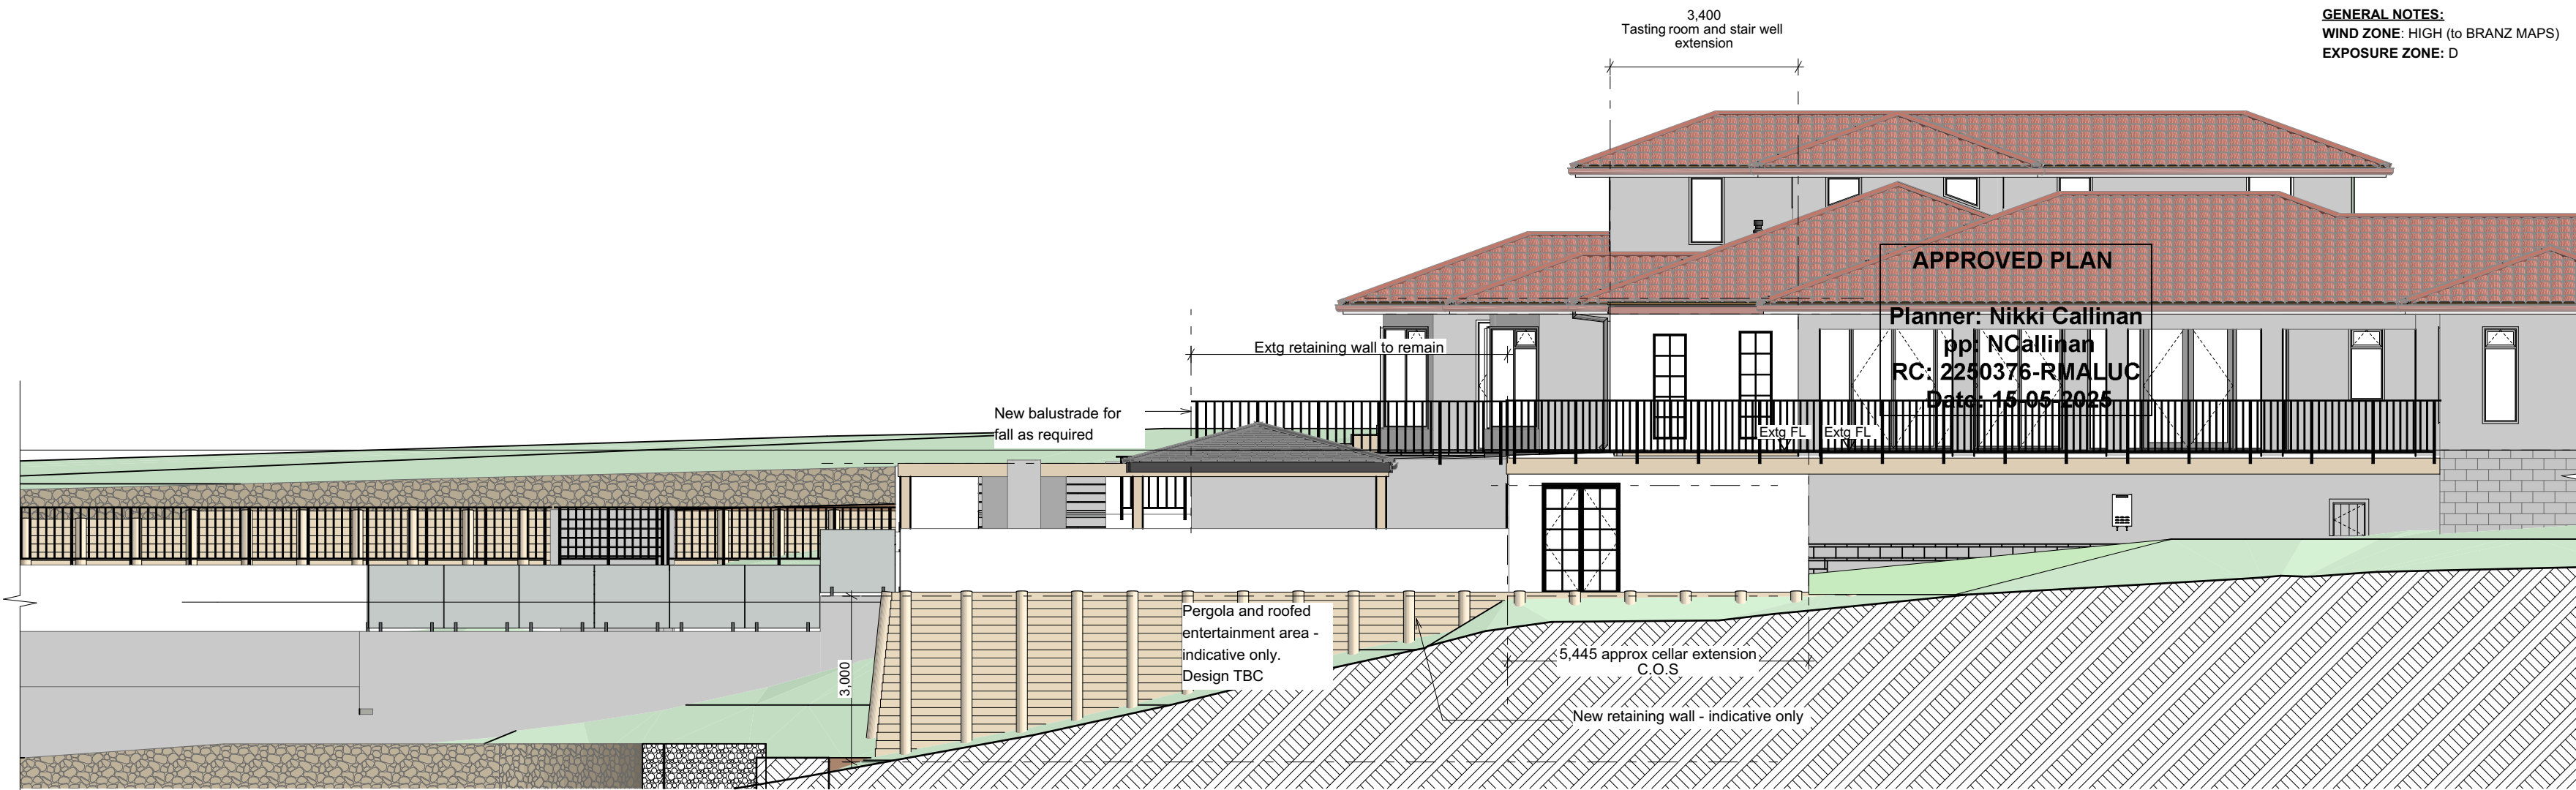 3,400
Tasting room and stair well
extension
GENERAL NOTES:
WIND ZONE: HIGH (to BRANZ MAPS)
EXPOSURE ZONE: D
APPROVED PLAN
Planner: Nikki Callinan
pp: NCallinan
RC: 2250376-RMALUC
Date: 15-05-2025
Extg retaining wall to remain
New balustrade for
fall as required
Extg FL
Extg FL
Pergola and roofed
entertainment area -
indicative only.
Design TBC
3,000
5,445 approx cellar extension
C.O.S
New retaining wall - indicative only